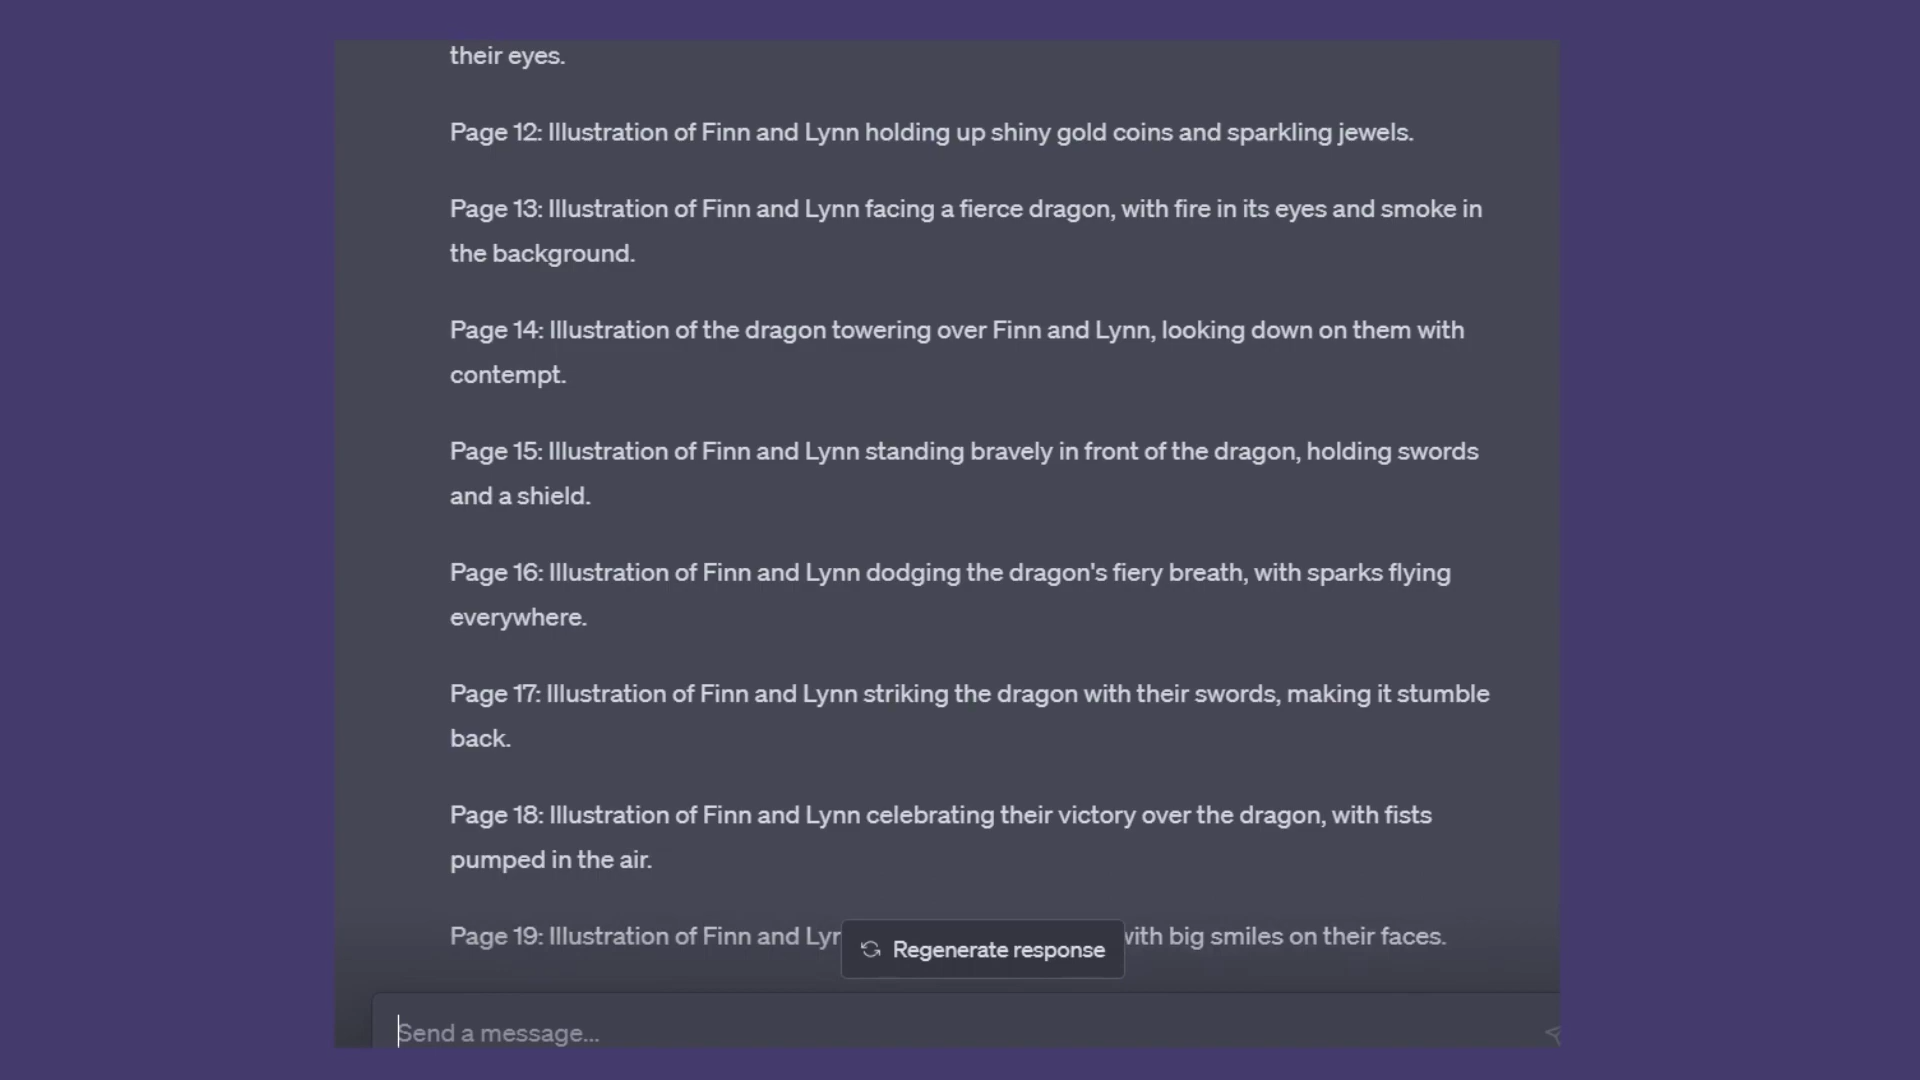 their eyes.
Page 12: Illustration of Finn and Lynn holding up shiny gold coins and sparkling jewels.
Page 13: Illustration of Finn and Lynn facing a fierce dragon, with fire in its eyes and smoke in
the background.
Page 14: Illustration of the dragon towering over Finn and Lynn, looking down on them with
contempt.
Page 15: Illustration of Finn and Lynn standing bravely in front of the dragon, holding swords
and a shield.
Page 16: Illustration of Finn and Lynn dodging the dragon's fiery breath, with sparks flying
everywhere.
Page 17: Illustration of Finn and Lynn striking the dragon with their swords, making it stumble
back.
Page 18: Illustration of Finn and Lynn celebrating their victory over the dragon, with fists
pumped in the air.
Page 19: Illustration of Finn and with big smiles on their faces.
Regenerate response
Send a message...